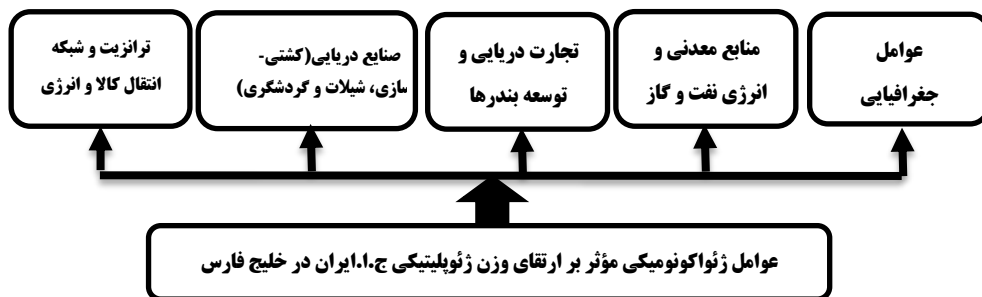 عوامل
جغرافیایی
منابع معدنی و
انرژی نفت و گاز
تجارت دریایی و
توسعه بندرها
صنایع دریایی(کشتی-
سازی، شیلات و گردشگری)
ترانزیت و شبکه
انتقال کالا و انرژی
عوامل ژئواکونومیکی مؤثر بر ارتقای وزن ژئوپلیتیکی ج.ا.ایران در خلیج فارس